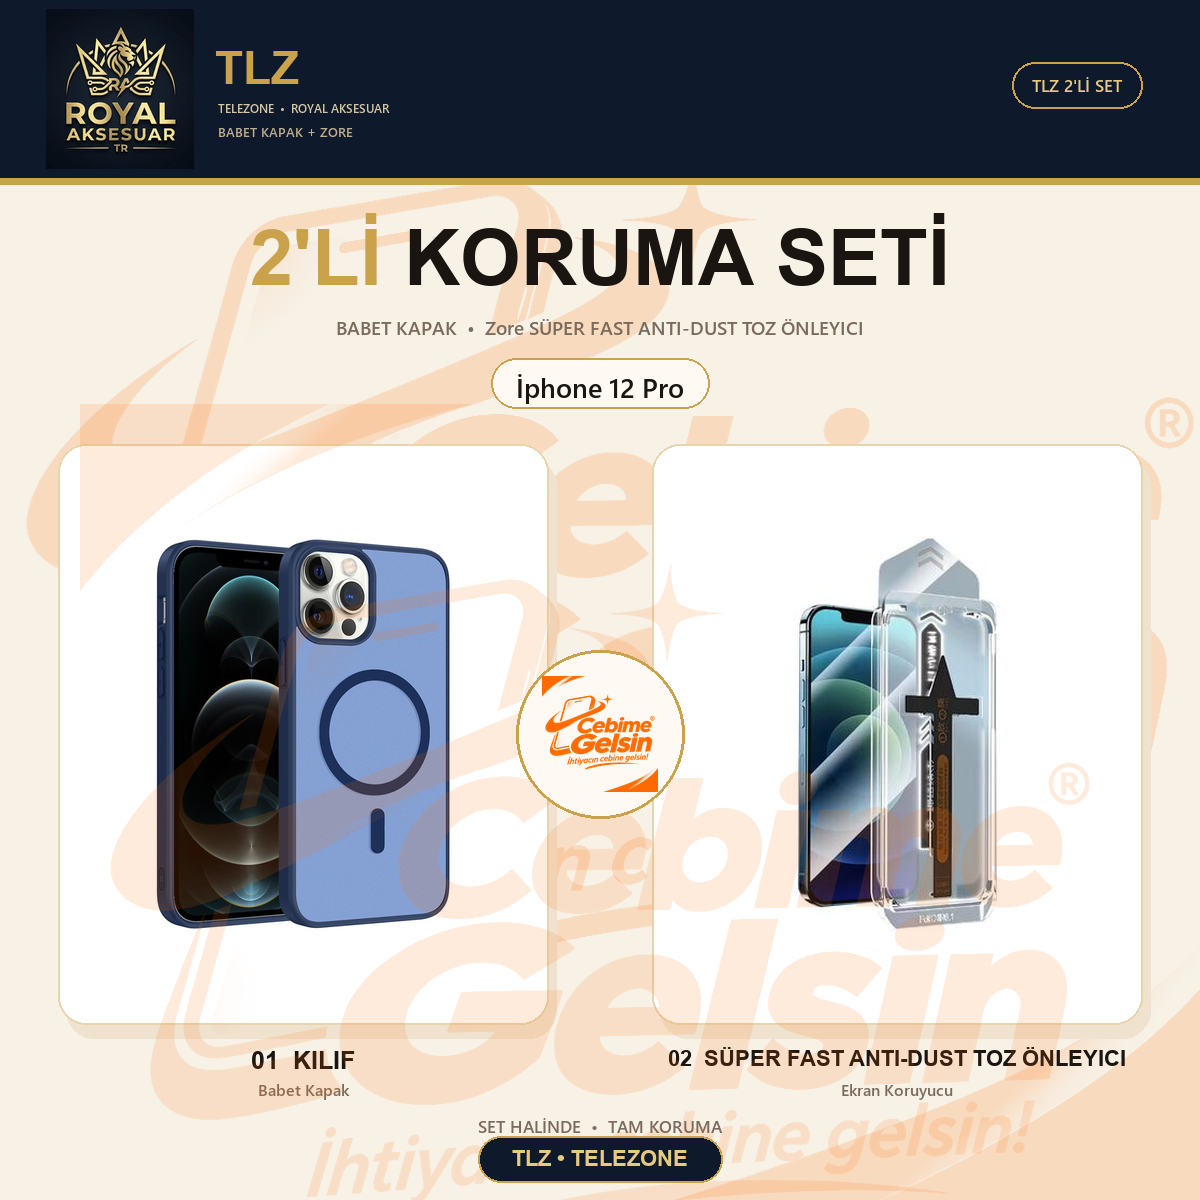 ROYAL
AKSESUAR
TR
TLZ
TELEZONE • ROYAL AKSESUAR
BABET KAPAK + ZORE
TLZ 2'Lİ SET
2'Lİ KORUMA SETİ
BABET KAPAK • Zore SÜPER FAST ANTI-DUST TOZ ÖNLEYICI
İphone 12 Pro
Cebime
Gelsin
İhtiyacın cebine gelsin!
Cebime
Gelsin
01 KILIF
Babet Kapak
02 SÜPER FAST ANTI-DUST TOZ ÖNLEYICI
Ekran Koruyucu
SET HALİNDE • TAM KORUMA
TLZ • TELEZONE